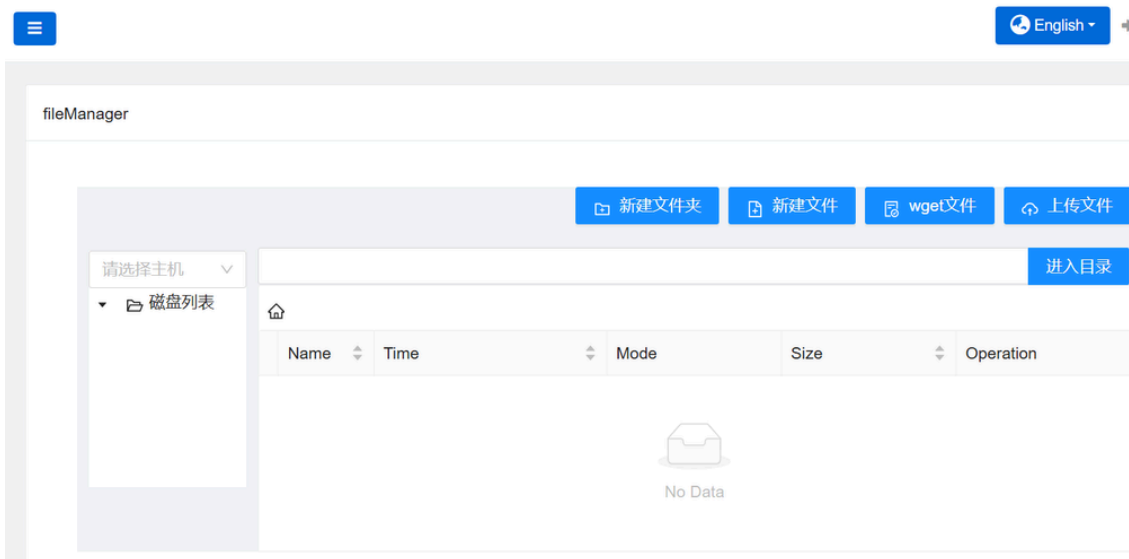 English
fileManager
新建文件夹 新建文件 wget文件 上传文件
请选择主机 进入目录
磁盘列表
Name Time Mode Size Operation
No Data